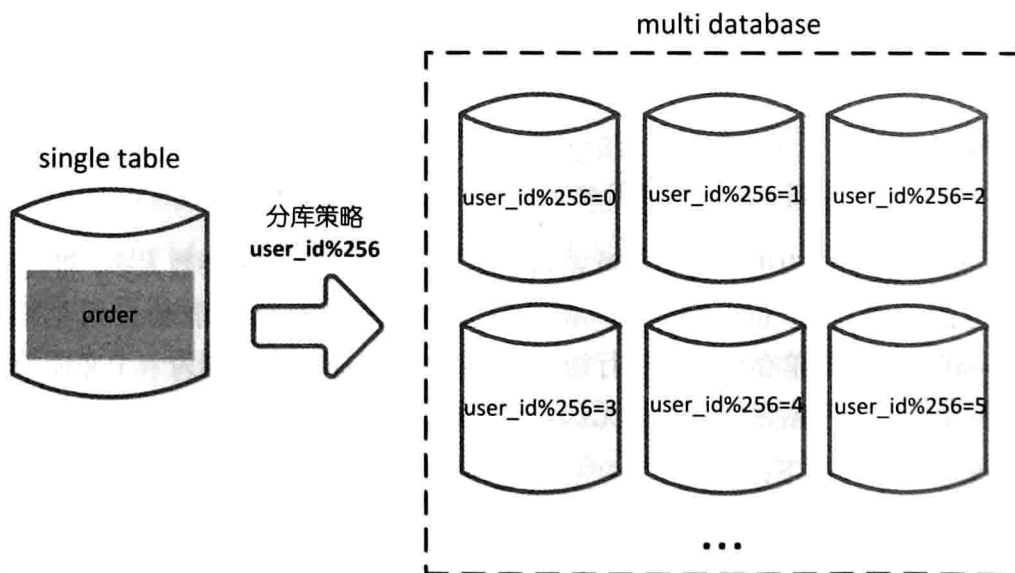 multi database
single table
order
分库策略
user_id%256
user_id%256=0
user_id%256=1
user_id%256=2
user_id%256=3
user_id%256=4
user_id%256=5
...